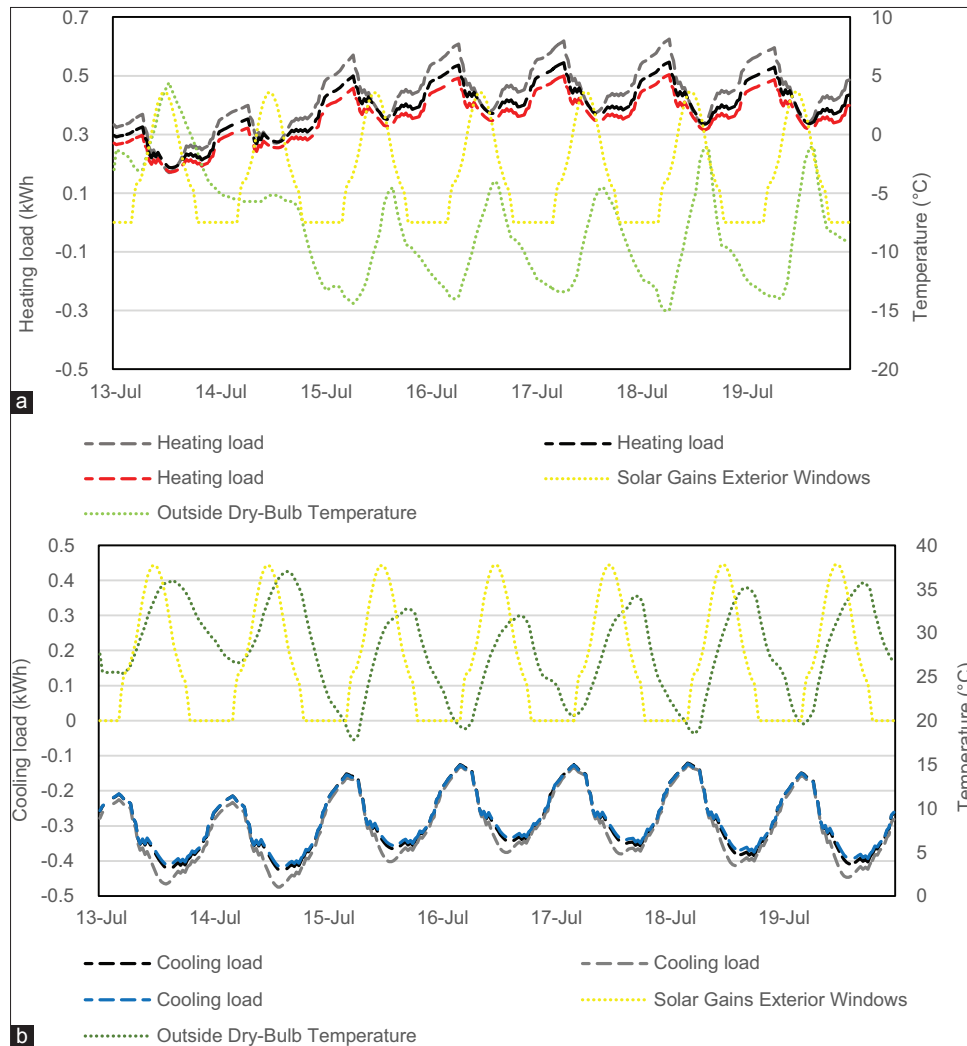 0.7
0.5
0.3
0.1
-0.1
-0.3
-0.5
Heating load (kWh
10
5
0
-5
-10
-15
-20
Temperature (°C)
13-Jul 14-Jul 15-Jul 16-Jul 17-Jul 18-Jul 19-Jul
a
Heating load
Heating load
Heating load
Solar Gains Exterior Windows
Outside Dry-Bulb Temperature
0.5
0.4
0.3
0.2
0.1
0
-0.1
-0.2
-0.3
-0.4
-0.5
Cooling load (kWh)
40
35
30
25
20
15
10
5
0
Temperature (°C)
13-Jul 14-Jul 15-Jul 16-Jul 17-Jul 18-Jul 19-Jul
Cooling load
Cooling load
Cooling load
Solar Gains Exterior Windows
Outside Dry-Bulb Temperature
b